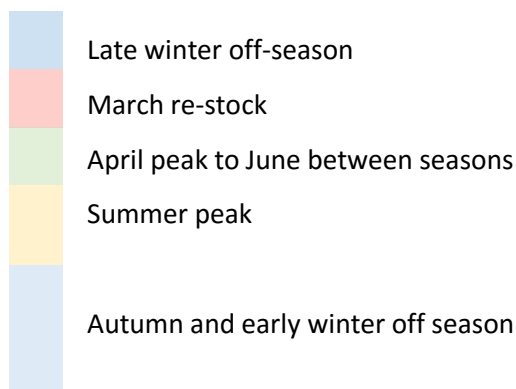 Late winter off-season
March re-stock
April peak to June between seasons
Summer peak
Autumn and early winter off season